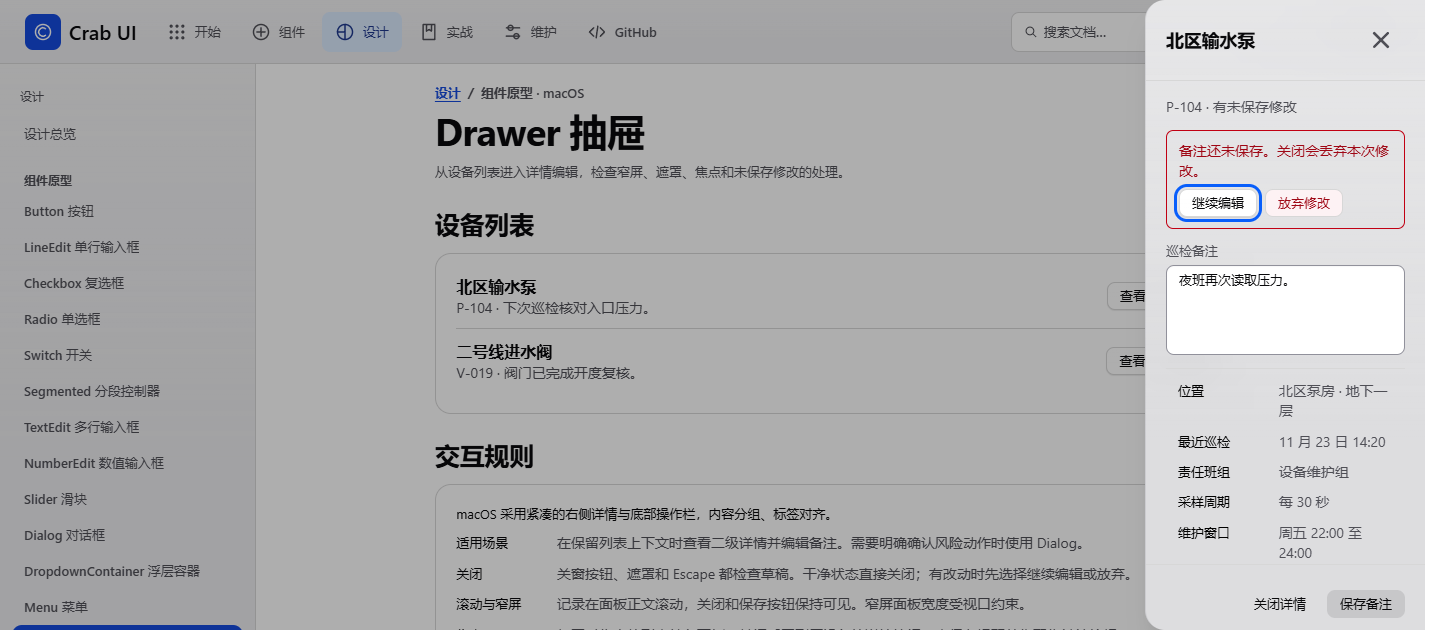 Crab UI
开始
组件
设计
实战
维护
GitHub
搜索文档...
设计
设计总览
组件原型
Button 按钮
LineEdit 单行输入框
Checkbox 复选框
Radio 单选框
Switch 开关
Segmented 分段控制器
TextEdit 多行输入框
NumberEdit 数值输入框
Slider 滑块
Dialog 对话框
DropdownContainer 浮层容器
Menu 菜单
设计 / 组件原型 · macOS
Drawer 抽屉
从设备列表进入详情编辑，检查窄屏、遮罩、焦点和未保存修改的处理。
设备列表
北区输水泵
P-104 · 下次巡检核对入口压力。
查看
二号线进水阀
V-019 · 阀门已完成开度复核。
查看
交互规则
macOS 采用紧凑的右侧详情与底部操作栏，内容分组、标签对齐。
适用场景 在保留列表上下文时查看二级详情并编辑备注。需要明确确认风险动作时使用 Dialog。
关闭 关窗按钮、遮罩和 Escape 都检查草稿。干净状态直接关闭；有改动时先选择继续编辑或放弃。
滚动与窄屏 记录在面板正文滚动，关闭和保存按钮保持可见。窄屏面板宽度受视口约束。
北区输水泵
P-104 · 有未保存修改
备注还未保存。关闭会丢弃本次修
改。
继续编辑 放弃修改
巡检备注
夜班再次读取压力。
位置 北区泵房 · 地下一
层
最近巡检 11 月 23 日 14:20
责任班组 设备维护组
采样周期 每 30 秒
维护窗口 周五 22:00 至
24:00
关闭详情 保存备注